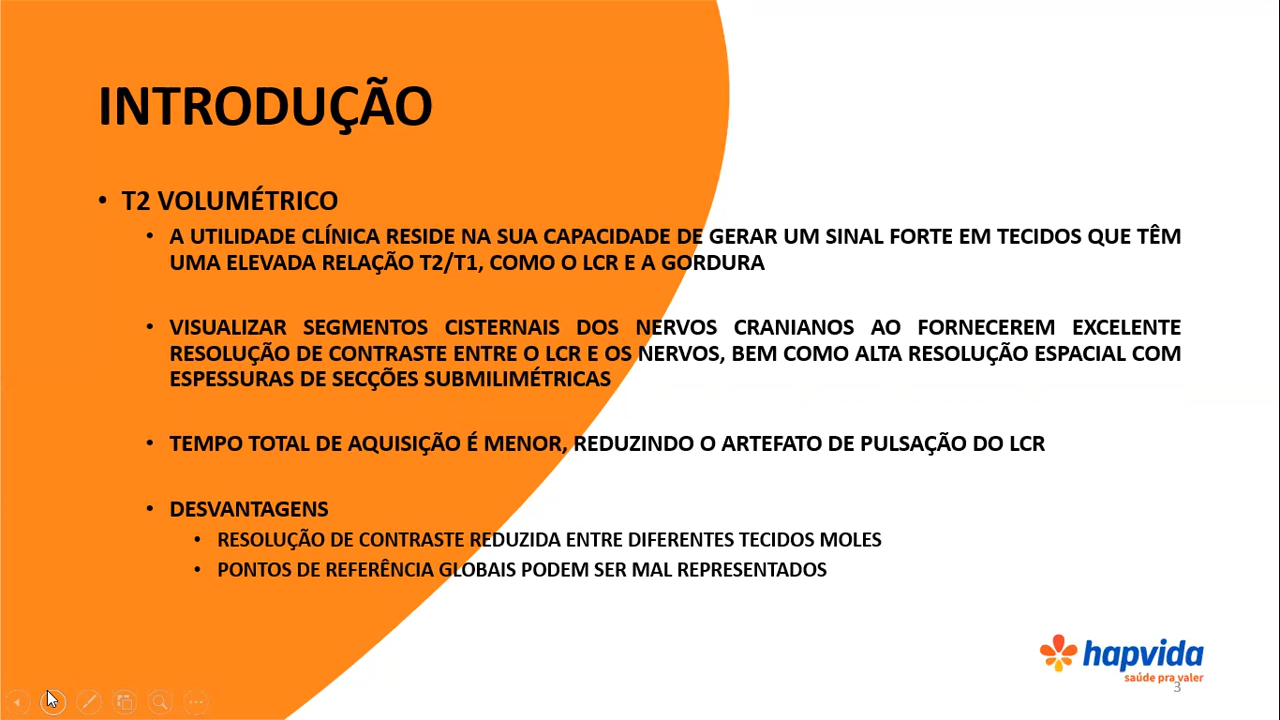 INTRODUÇÃO
• T2 VOLUMÉTRICO
• A UTILIDADE CLÍNICA RESIDE NA SUA CAPACIDADE DE GERAR UM SINAL FORTE EM TECIDOS QUE TÊM
UMA ELEVADA RELAÇÃO T2/T1, COMO O LCR E A GORDURA
• VISUALIZAR SEGMENTOS CISTERNAIS DOS NERVOS CRANIANOS AO FORNECEREM EXCELENTE
RESOLUÇÃO DE CONTRASTE ENTRE O LCR E OS NERVOS, BEM COMO ALTA RESOLUÇÃO ESPACIAL COM
ESPESSURAS DE SECÇÕES SUBMILIMÉTRICAS
• TEMPO TOTAL DE AQUISIÇÃO É MENOR, REDUZINDO O ARTEFATO DE PULSAÇÃO DO LCR
• DESVANTAGENS
• RESOLUÇÃO DE CONTRASTE REDUZIDA ENTRE DIFERENTES TECIDOS MOLES
• PONTOS DE REFERÊNCIA GLOBAIS PODEM SER MAL REPRESENTADOS
hapvida
saúde pra valer
3